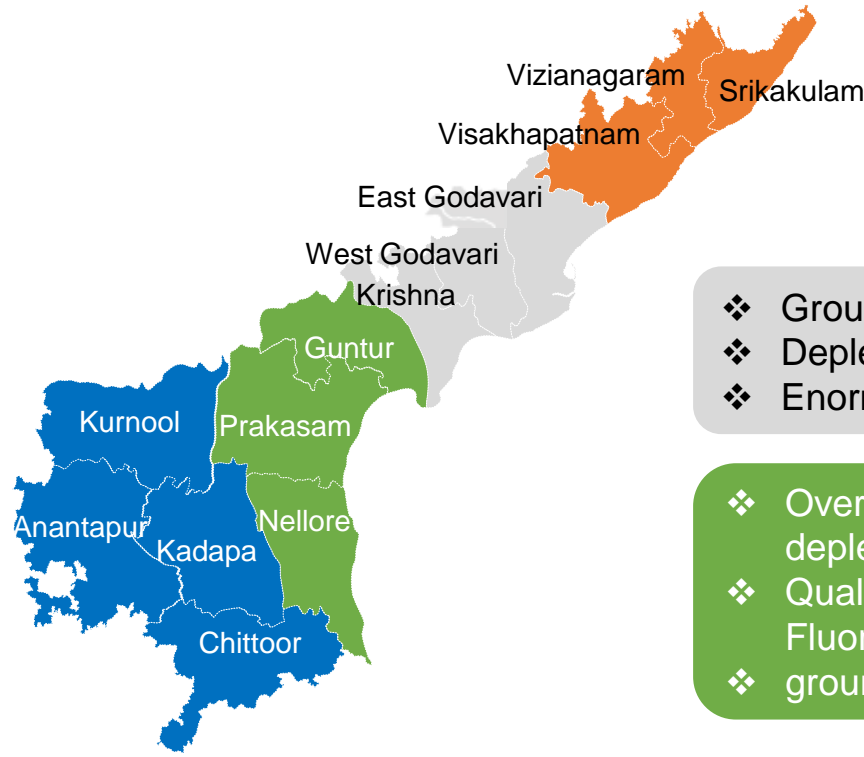 Vizianagaram
Srikakulam
Visakhapatnam
East Godavari
West Godavari
Krishna
Guntur
Kurnool
Prakasam
Anantapur
Nellore
Kadapa
Chittoor
❖ Grou
❖ Deple
❖ Enorr
❖ Over
deple
❖ Qual
Fluor
❖ groun